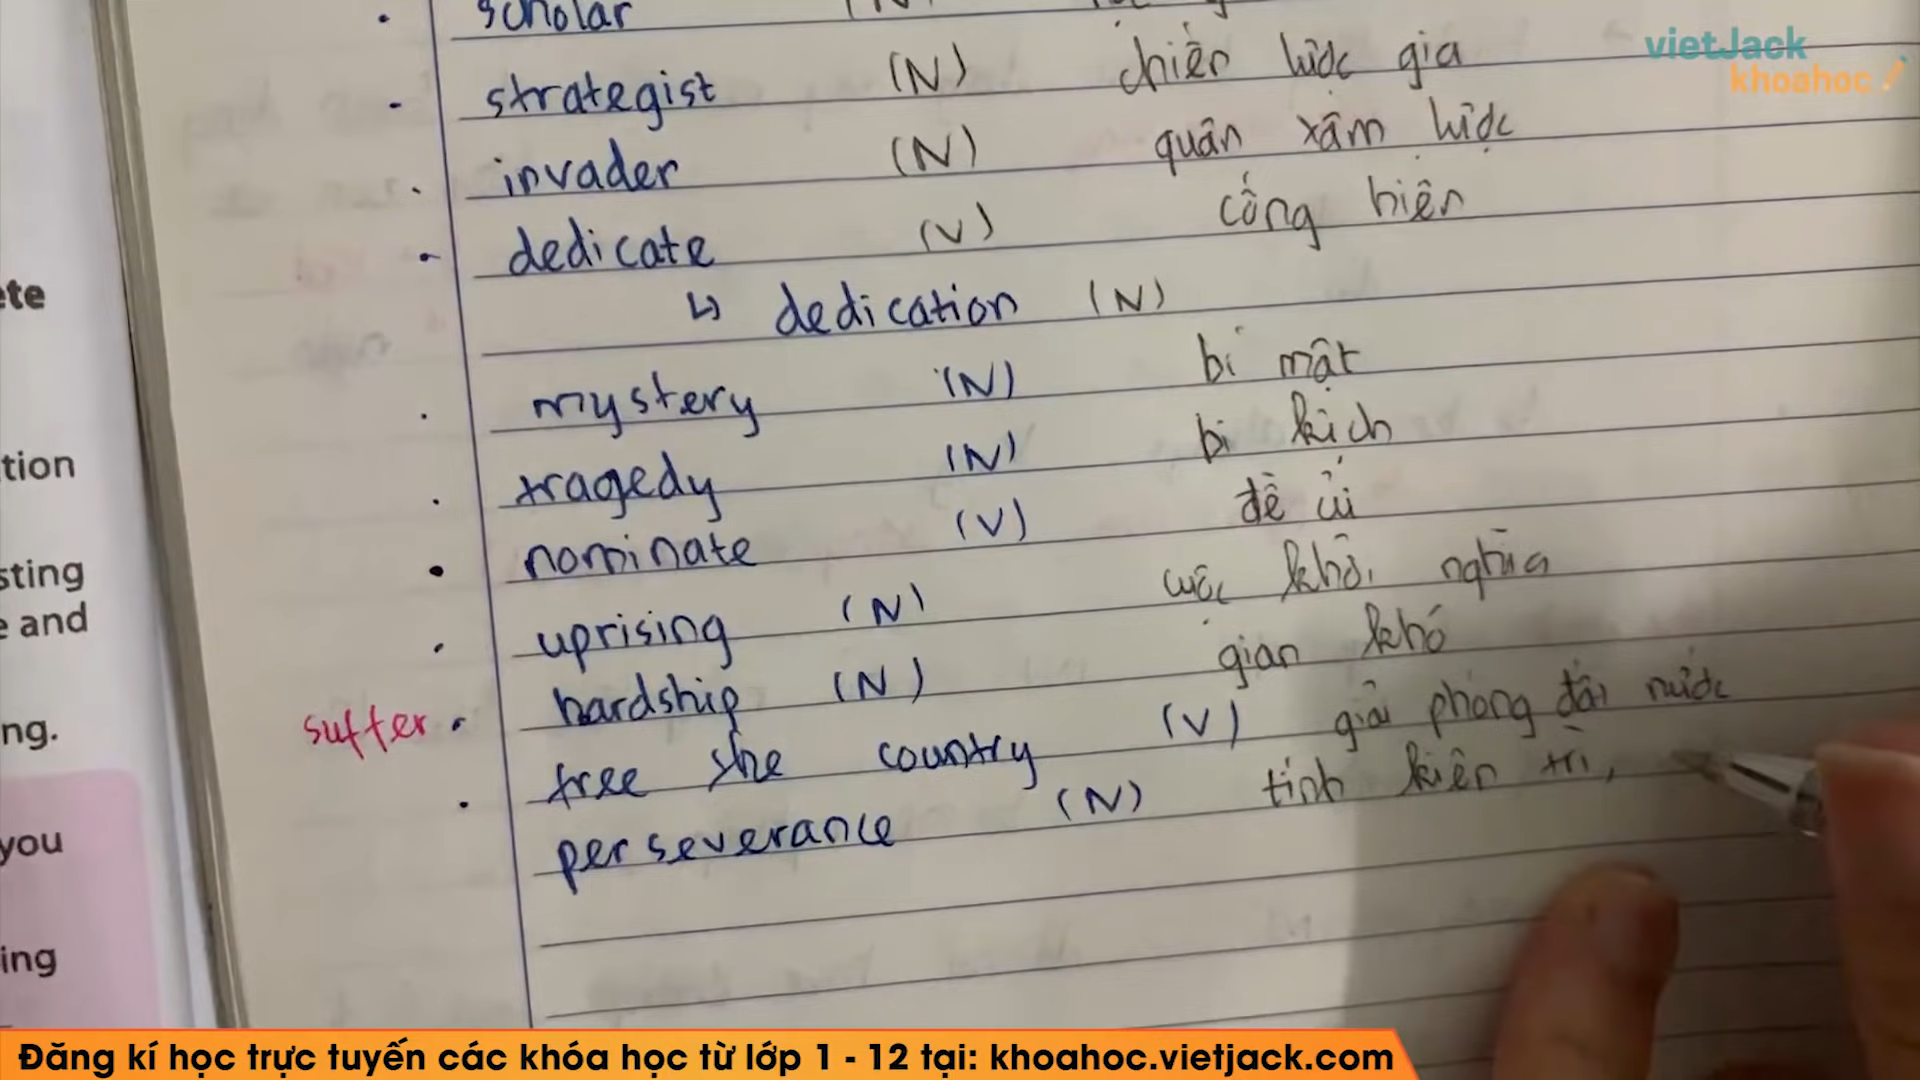 scholar (N)
strategist (N) chiến lược gia
invader (N) quân xâm lược
dedicate (V) cống hiến
↳ dedication (N)
mystery (N) bí mật
tragedy (N) bi kịch
nominate (V) đề cử
uprising (N) cuộc khởi nghĩa
suffer hardship (N) gian khó
free the country (V) giải phóng đất nước
perseverance (N) tính kiên trì,
ete
tion
sting
e and
ng.
you
ing
vietJack
khoahoc
Đăng kí học trực tuyến các khóa học từ lớp 1 - 12 tại: khoahoc.vietjack.com